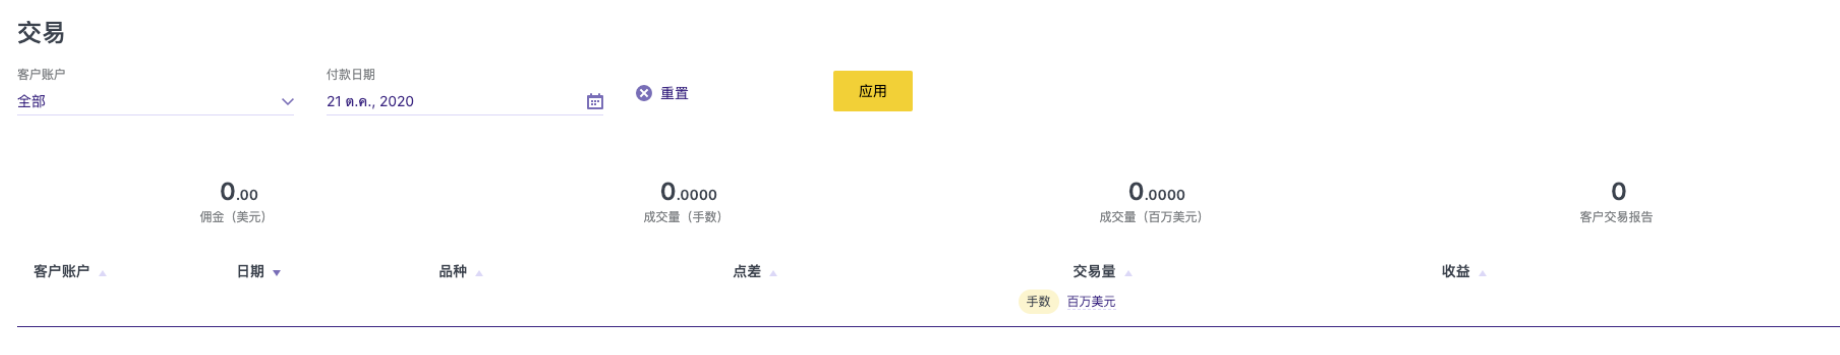 交易
客户账户 付款日期
全部 21 ต.ค., 2020 重置 应用
0.00 0.0000 0.0000 0
佣金（美元） 成交量（手数） 成交量（百万美元） 客户交易报告
客户账户 日期 品种 点差 交易量 收益
手数 百万美元